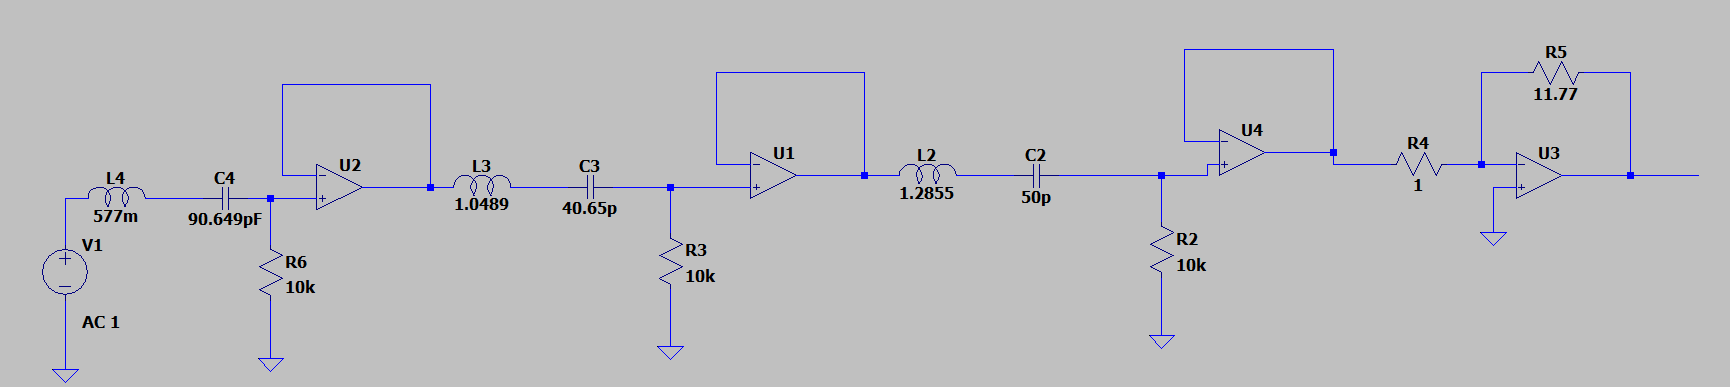 R5
11.77
U4
U3
R4
1
U1
L2
1.2855
C2
50p
U2
L3
1.0489
C3
40.65p
L4
577m
C4
90.649pF
V1
R6
10k
R3
10k
R2
10k
AC 1